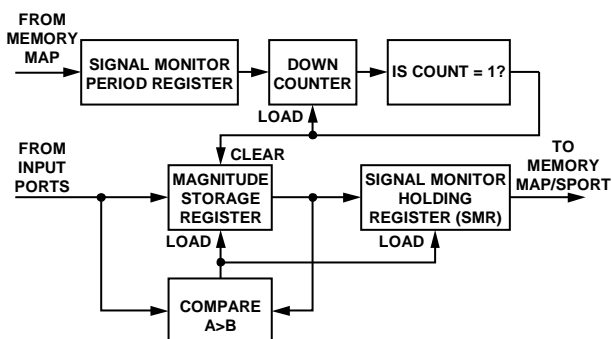 FROM
MEMORY
MAP
SIGNAL MONITOR
PERIOD REGISTER
DOWN
COUNTER
IS COUNT = 1?
LOAD
FROM
INPUT
PORTS
CLEAR
MAGNITUDE
STORAGE
REGISTER
SIGNAL MONITOR
HOLDING
REGISTER (SMR)
TO
MEMORY
MAP/SPORT
LOAD
LOAD
COMPARE
A>B